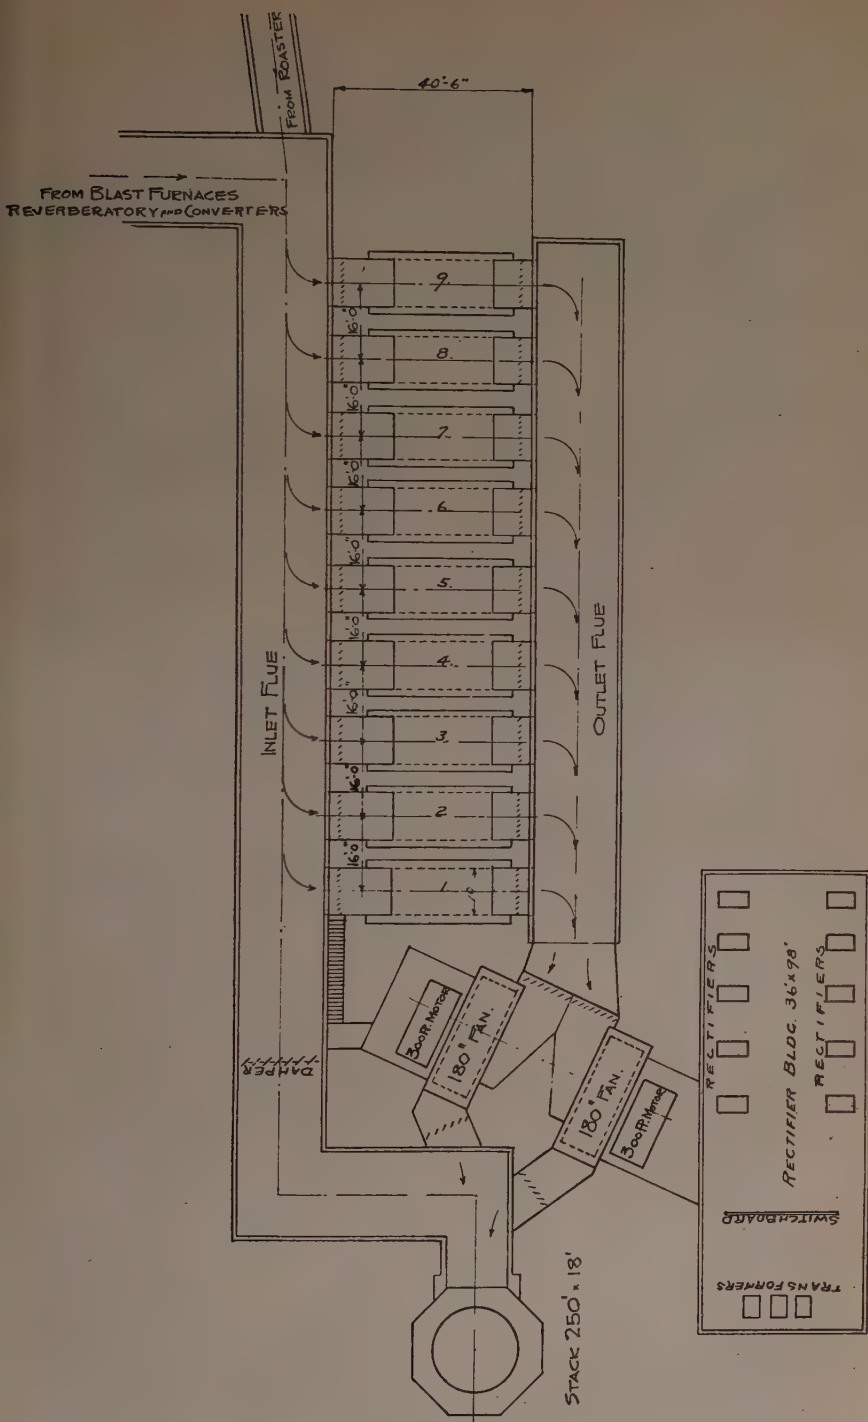 FROM ROASTER
40'-6"
FROM BLAST FURNACES
REVERBERATORY AND CONVERTERS
9.
16'-0"
8.
16'-0"
7.
16'-0"
6.
16'-0"
5.
16'-0"
4.
16'-0"
3
16'-0"
2
16'-0"
1.
INLET FLUE
OUTLET FLUE
DAMPER
300 HP. MOTOR
180" FAN.
180" FAN.
300 HP. MOTOR
RECTIFIERS
RECTIFIER BLDG. 36'x98'
RECTIFIERS
SWITCHBOARD
TRANSFORMERS
STACK 250' x 18'